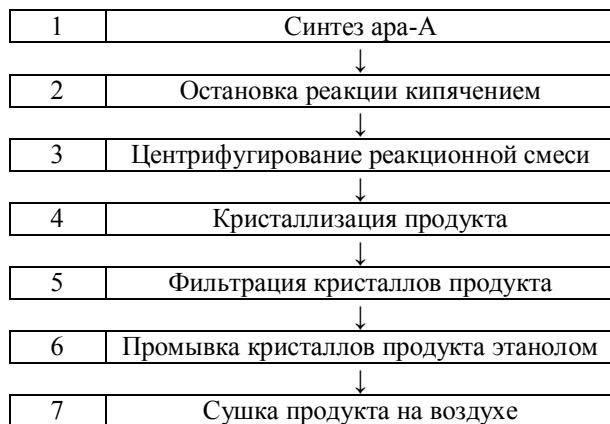 1 Синтез ара-А
↓
2 Остановка реакции кипячением
↓
3 Центрифугирование реакционной смеси
↓
4 Кристаллизация продукта
↓
5 Фильтрация кристаллов продукта
↓
6 Промывка кристаллов продукта этанолом
↓
7 Сушка продукта на воздухе